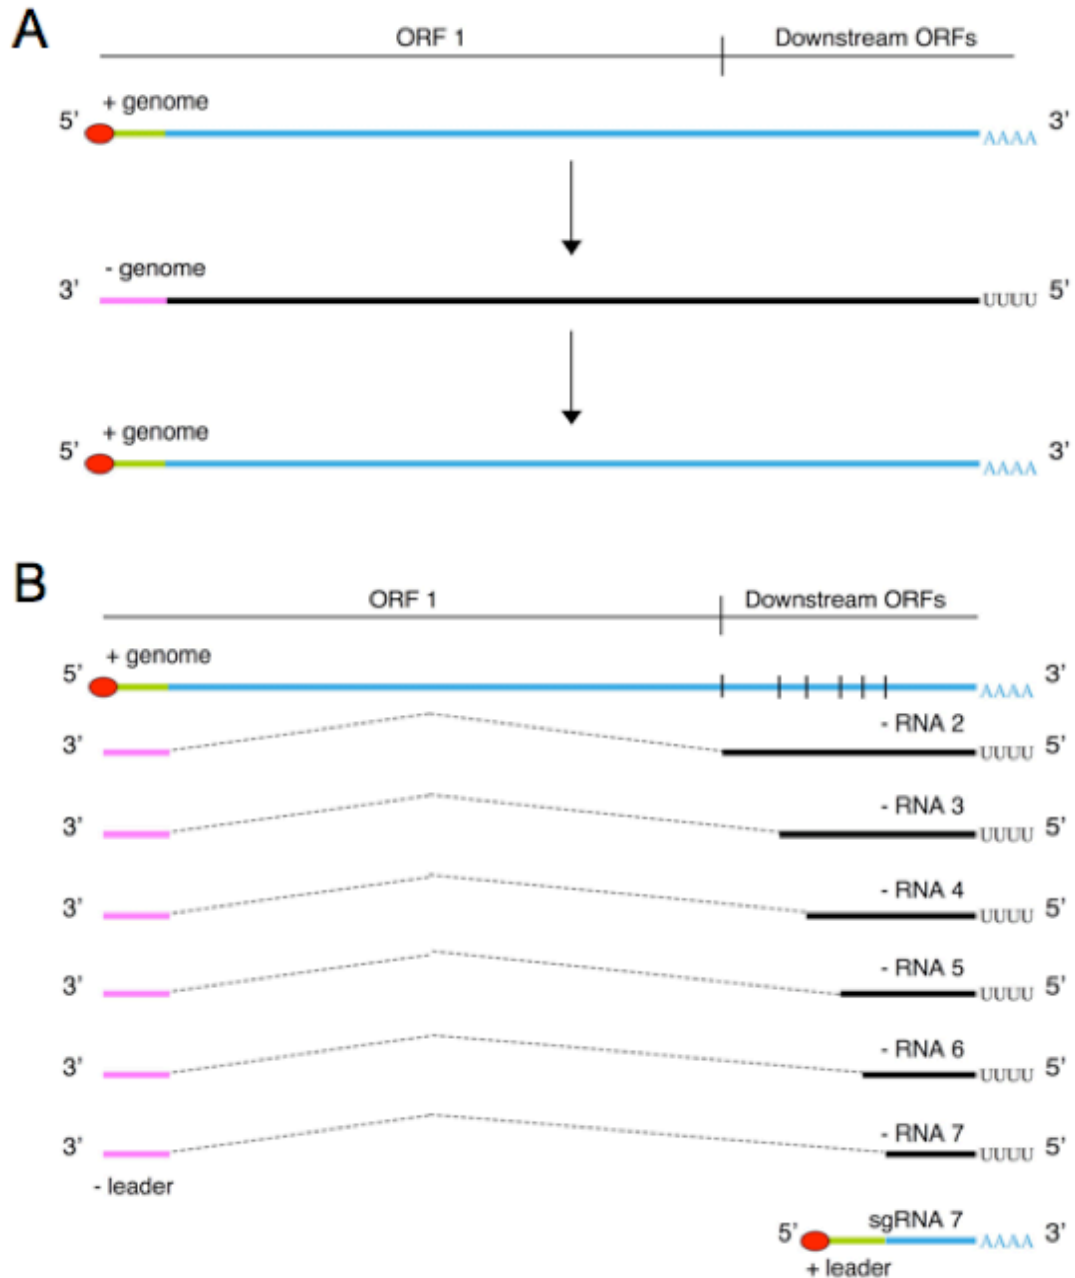 A
ORF 1 Downstream ORFs
+ genome
5' 3'
AAAA
- genome
3' 5'
UUUU
+ genome
5' 3'
AAAA
B
ORF 1 Downstream ORFs
+ genome
5' 3'
AAAA
- RNA 2
3' 5'
UUUU
- RNA 3
3' 5'
UUUU
- RNA 4
3' 5'
UUUU
- RNA 5
3' 5'
UUUU
- RNA 6
3' 5'
UUUU
- RNA 7
3' 5'
UUUU
- leader
sgRNA 7
5' 3'
AAAA
+ leader